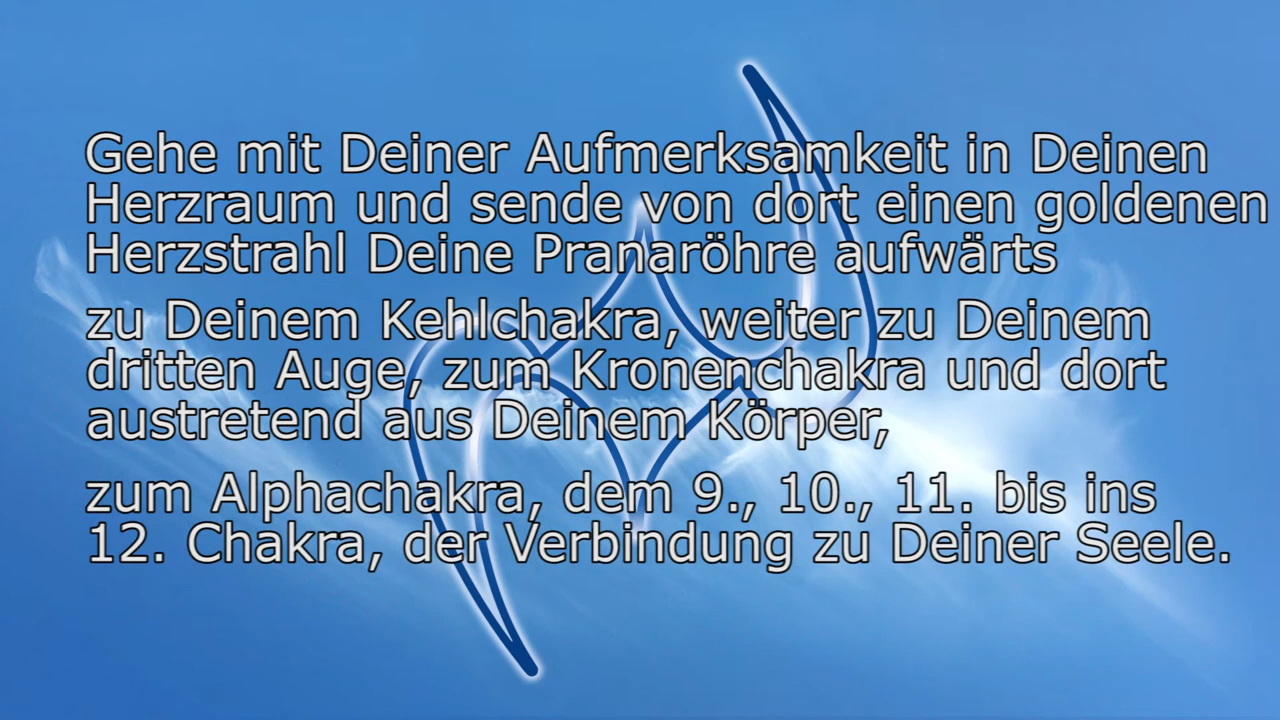 Gehe mit Deiner Aufmerksamkeit in Deinen
Herzraum und sende von dort einen goldenen
Herzstrahl Deine Pranaröhre aufwärts
zu Deinem Kehlchakra, weiter zu Deinem
dritten Auge, zum Kronenchakra und dort
austretend aus Deinem Körper,
zum Alphachakra, dem 9., 10., 11. bis ins
12. Chakra, der Verbindung zu Deiner Seele.